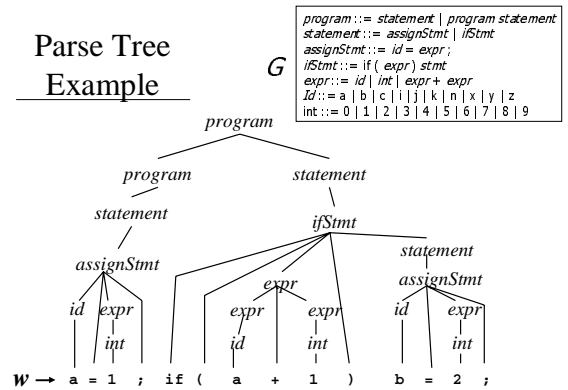 Parse Tree
Example
G
program ::= statement | program statement
statement ::= assignStmt | ifStmt
assignStmt ::= id = expr ;
ifStmt ::= if ( expr ) stmt
expr ::= id | int | expr + expr
Id ::= a | b | c | i | j | k | n | x | y | z
int ::= 0 | 1 | 2 | 3 | 4 | 5 | 6 | 7 | 8 | 9
program
program statement
statement
ifStmt
statement
assignStmt
expr assignStmt
id expr expr expr id expr
int id int int
w → a = 1 ; if ( a + 1 ) b = 2 ;